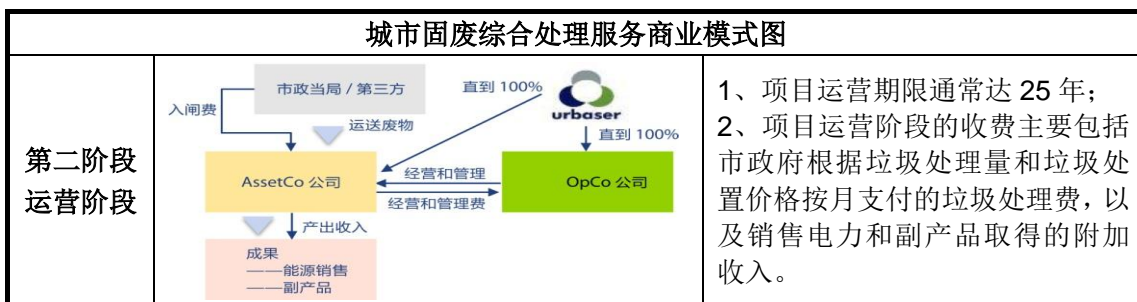 城市固废综合处理服务商业模式图
第二阶段
运营阶段
市政当局 / 第三方
直到 100%
urbaser
入闸费
运送废物
直到 100%
AssetCo 公司
经营和管理
OpCo 公司
经营和管理费
产出收入
成果
——能源销售
——副产品
1、项目运营期限通常达 25 年；
2、项目运营阶段的收费主要包括
市政府根据垃圾处理量和垃圾处
置价格按月支付的垃圾处理费，以
及销售电力和副产品取得的附加
收入。